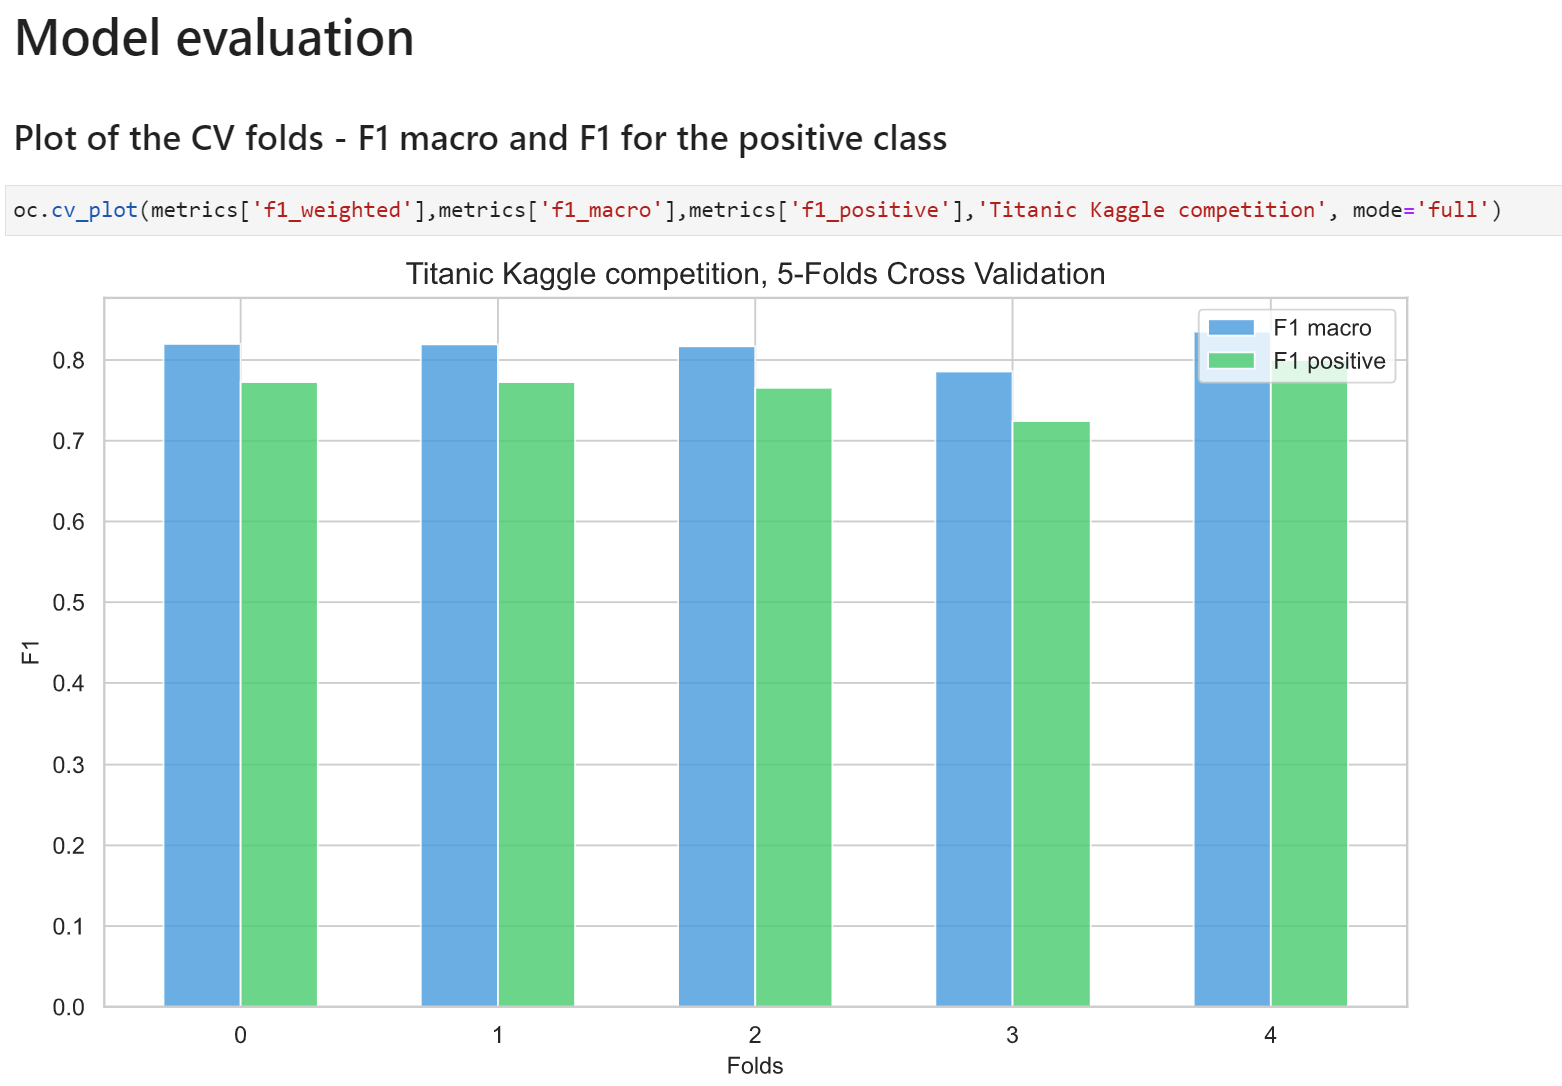 Model evaluation
Plot of the CV folds - F1 macro and F1 for the positive class
oc.cv_plot(metrics['f1_weighted'],metrics['f1_macro'],metrics['f1_positive'],'Titanic Kaggle competition', mode='full')
Titanic Kaggle competition, 5-Folds Cross Validation
F1 macro
F1 positive
0.8
0.7
0.6
0.5
0.4
0.3
0.2
0.1
0.0
F1
0 1 2 3 4
Folds